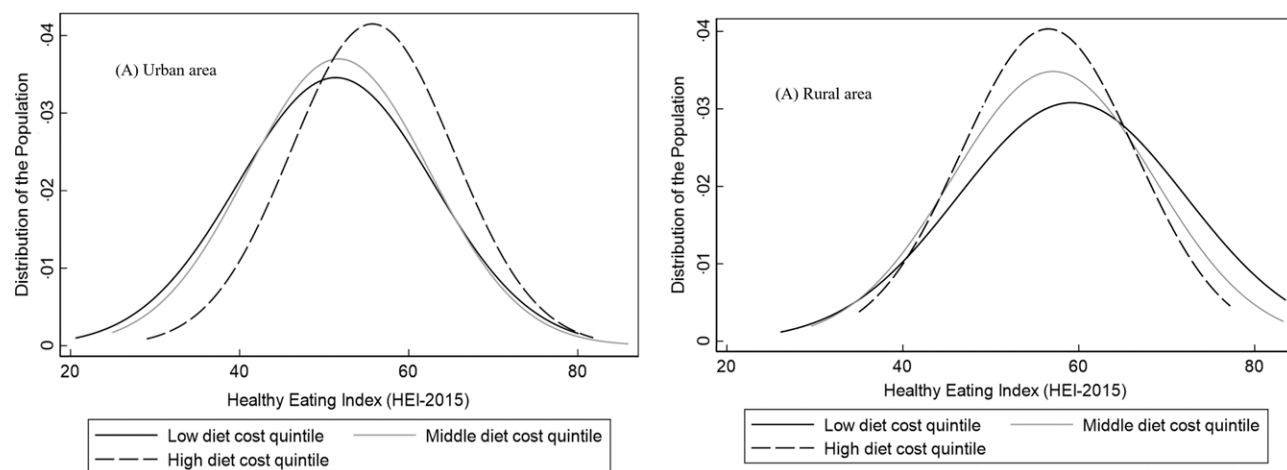 Distribution of the Population
·04
·03
·02
·01
0
(A) Urban area
20 40 60 80
Healthy Eating Index (HEI-2015)
Low diet cost quintile Middle diet cost quintile
High diet cost quintile
Distribution of the Population
·04
·03
·02
·01
0
(A) Rural area
20 40 60 80
Healthy Eating Index (HEI-2015)
Low diet cost quintile Middle diet cost quintile
High diet cost quintile